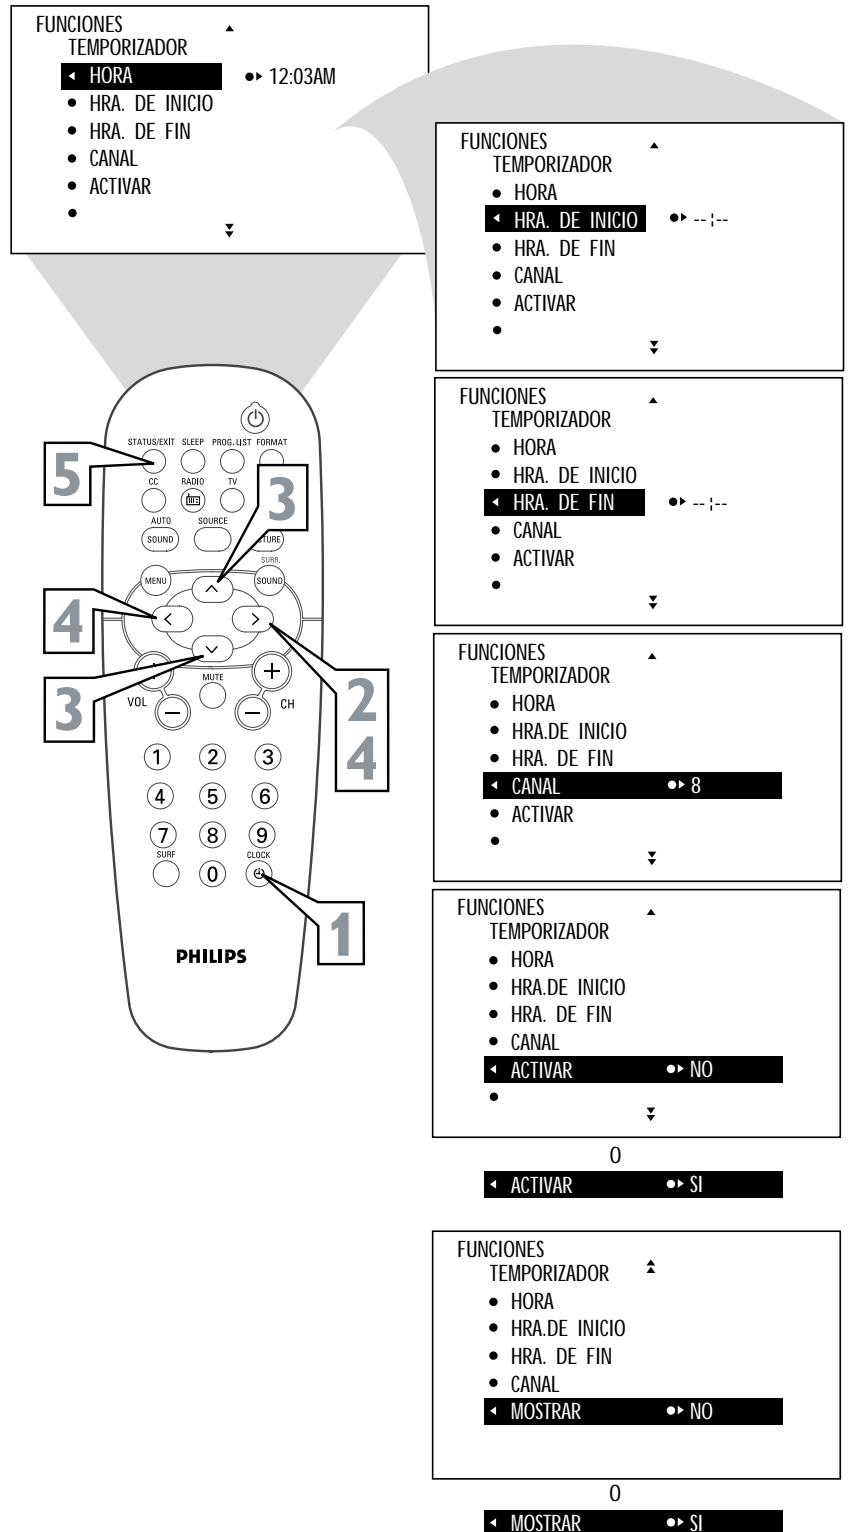 FUNCIONES
TEMPORIZADOR
HORA 12:03AM
HRA. DE INICIO
HRA. DE FIN
CANAL
ACTIVAR
FUNCIONES
TEMPORIZADOR
HORA
HRA. DE INICIO --:--
HRA. DE FIN
CANAL
ACTIVAR
FUNCIONES
TEMPORIZADOR
HORA
HRA. DE INICIO
HRA. DE FIN --:--
CANAL
ACTIVAR
FUNCIONES
TEMPORIZADOR
HORA
HRA.DE INICIO
HRA. DE FIN
CANAL 8
ACTIVAR
FUNCIONES
TEMPORIZADOR
HORA
HRA.DE INICIO
HRA. DE FIN
CANAL
ACTIVAR NO
O
ACTIVAR SI
FUNCIONES
TEMPORIZADOR
HORA
HRA.DE INICIO
HRA. DE FIN
CANAL
MOSTRAR NO
O
MOSTRAR SI
STATUS/EXIT SLEEP PROG. LIST FORMAT
5
CC RADIO TV
3
AUTO SOURCE
SOUND
SURR.
MENU SOUND
4
3
MUTE
VOL CH
2
4
1 2 3
4 5 6
7 8 9
SURF CLOCK
0
1
PHILIPS